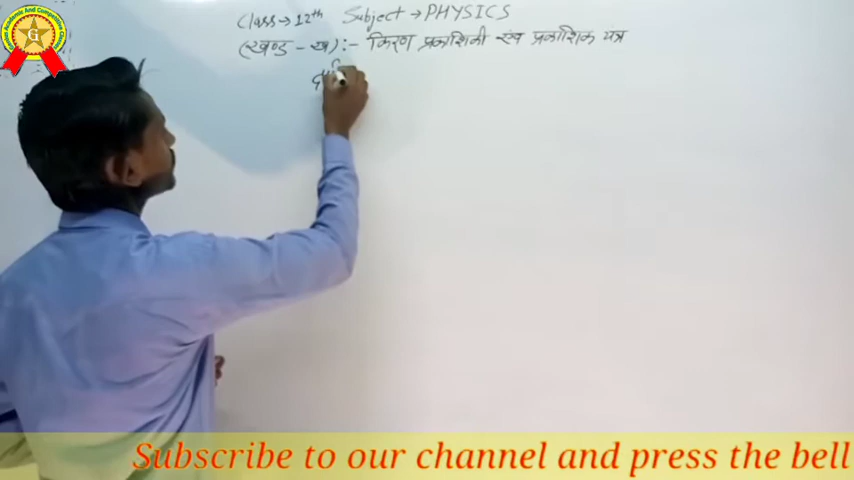 Class → 12th Subject → PHYSICS
(खण्ड - ख) :- किरण प्रकाशिकी एवं प्रकाशिक यंत्र
G
Subscribe to our channel and press the bell